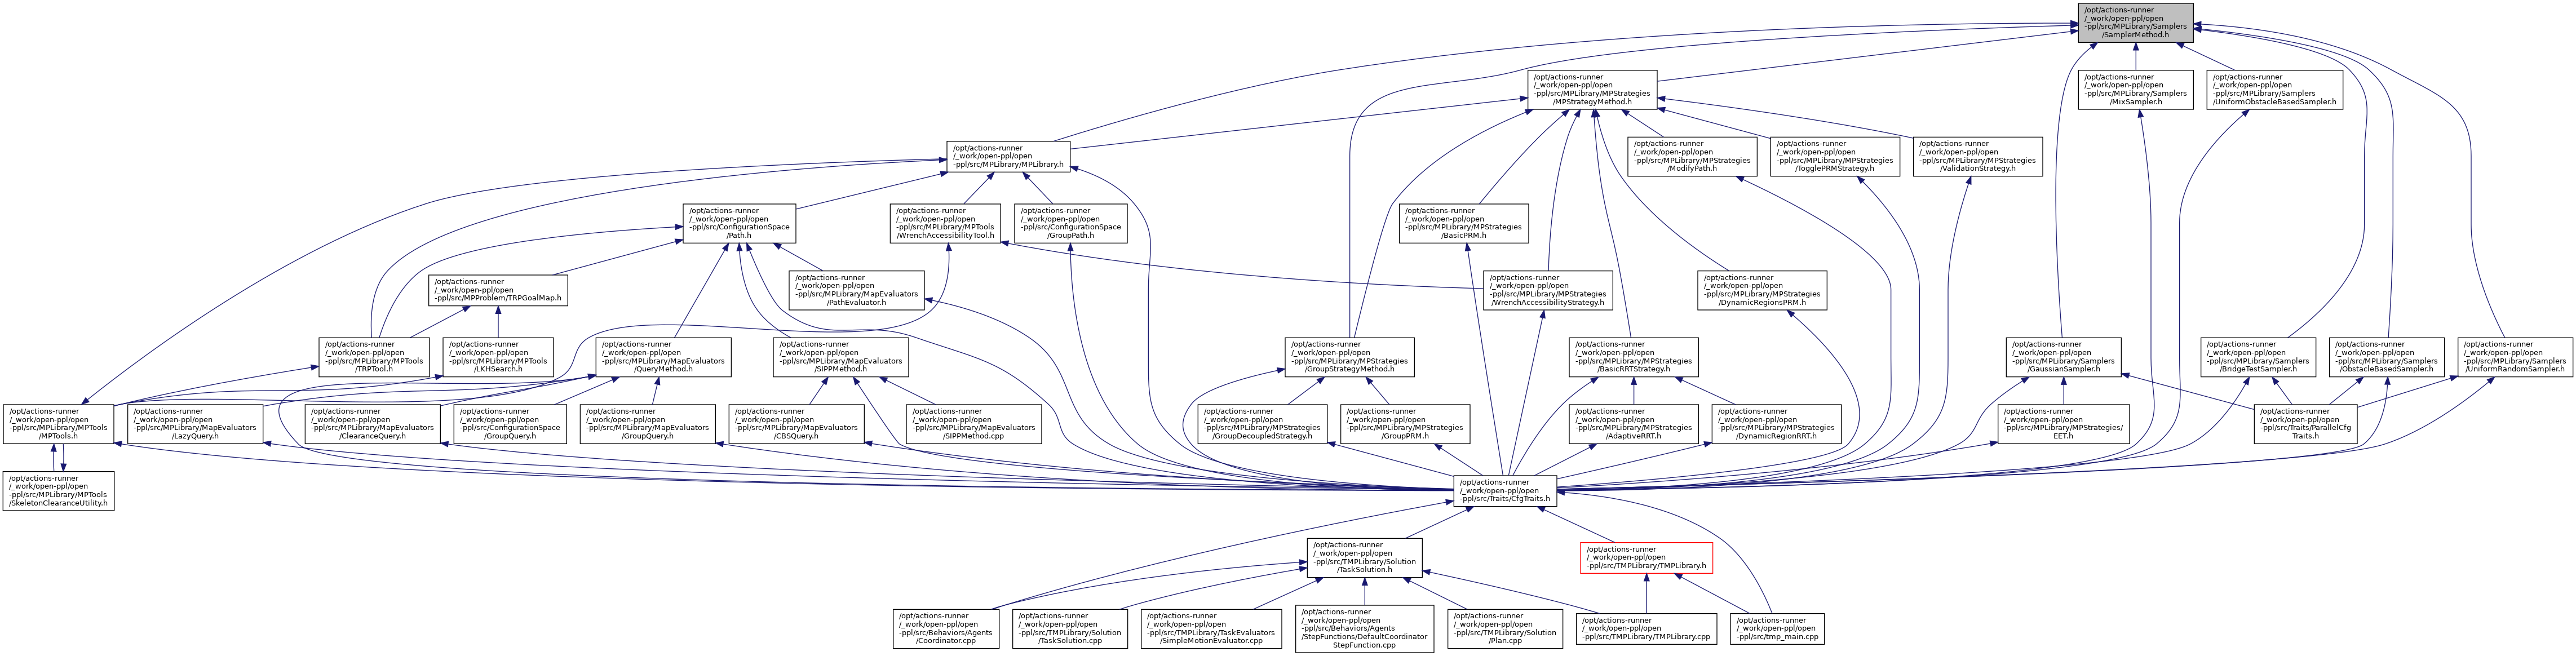 /opt/actions-runner
/_work/open-ppl/open
-ppl/src/MPLibrary/Samplers
/SamplerMethod.h
/opt/actions-runner
/_work/open-ppl/open
-ppl/src/MPLibrary/MPStrategies
/MPStrategyMethod.h
/opt/actions-runner
/_work/open-ppl/open
-ppl/src/MPLibrary/Samplers
/MixSampler.h
/opt/actions-runner
/_work/open-ppl/open
-ppl/src/MPLibrary/Samplers
/UniformObstacleBasedSampler.h
/opt/actions-runner
/_work/open-ppl/open
-ppl/src/MPLibrary/MPLibrary.h
/opt/actions-runner
/_work/open-ppl/open
-ppl/src/MPLibrary/MPStrategies
/ModifyPath.h
/opt/actions-runner
/_work/open-ppl/open
-ppl/src/MPLibrary/MPStrategies
/TogglePRMStrategy.h
/opt/actions-runner
/_work/open-ppl/open
-ppl/src/MPLibrary/MPStrategies
/ValidationStrategy.h
/opt/actions-runner
/_work/open-ppl/open
-ppl/src/ConfigurationSpace
/Path.h
/opt/actions-runner
/_work/open-ppl/open
-ppl/src/MPLibrary/MPTools
/WrenchAccessibilityTool.h
/opt/actions-runner
/_work/open-ppl/open
-ppl/src/ConfigurationSpace
/GroupPath.h
/opt/actions-runner
/_work/open-ppl/open
-ppl/src/MPLibrary/MPStrategies
/BasicPRM.h
/opt/actions-runner
/_work/open-ppl/open
-ppl/src/MPProblem/TRPGoalMap.h
/opt/actions-runner
/_work/open-ppl/open
-ppl/src/MPLibrary/MapEvaluators
/PathEvaluator.h
/opt/actions-runner
/_work/open-ppl/open
-ppl/src/MPLibrary/MPStrategies
/WrenchAccessibilityStrategy.h
/opt/actions-runner
/_work/open-ppl/open
-ppl/src/MPLibrary/MPStrategies
/DynamicRegionsPRM.h
/opt/actions-runner
/_work/open-ppl/open
-ppl/src/MPLibrary/MPTools
/TRPTool.h
/opt/actions-runner
/_work/open-ppl/open
-ppl/src/MPLibrary/MPTools
/LKHSearch.h
/opt/actions-runner
/_work/open-ppl/open
-ppl/src/MPLibrary/MapEvaluators
/QueryMethod.h
/opt/actions-runner
/_work/open-ppl/open
-ppl/src/MPLibrary/MapEvaluators
/SIPPMethod.h
/opt/actions-runner
/_work/open-ppl/open
-ppl/src/MPLibrary/MPStrategies
/GroupStrategyMethod.h
/opt/actions-runner
/_work/open-ppl/open
-ppl/src/MPLibrary/MPStrategies
/BasicRRTStrategy.h
/opt/actions-runner
/_work/open-ppl/open
-ppl/src/MPLibrary/Samplers
/GaussianSampler.h
/opt/actions-runner
/_work/open-ppl/open
-ppl/src/MPLibrary/Samplers
/BridgeTestSampler.h
/opt/actions-runner
/_work/open-ppl/open
-ppl/src/MPLibrary/Samplers
/ObstacleBasedSampler.h
/opt/actions-runner
/_work/open-ppl/open
-ppl/src/MPLibrary/Samplers
/UniformRandomSampler.h
/opt/actions-runner
/_work/open-ppl/open
-ppl/src/MPLibrary/MPTools
/MPTools.h
/opt/actions-runner
/_work/open-ppl/open
-ppl/src/MPLibrary/MapEvaluators
/LazyQuery.h
/opt/actions-runner
/_work/open-ppl/open
-ppl/src/MPLibrary/MapEvaluators
/ClearanceQuery.h
/opt/actions-runner
/_work/open-ppl/open
-ppl/src/ConfigurationSpace
/GroupQuery.h
/opt/actions-runner
/_work/open-ppl/open
-ppl/src/MPLibrary/MapEvaluators
/GroupQuery.h
/opt/actions-runner
/_work/open-ppl/open
-ppl/src/MPLibrary/MapEvaluators
/CBSQuery.h
/opt/actions-runner
/_work/open-ppl/open
-ppl/src/MPLibrary/MapEvaluators
/SIPPMethod.cpp
/opt/actions-runner
/_work/open-ppl/open
-ppl/src/MPLibrary/MPStrategies
/GroupDecoupledStrategy.h
/opt/actions-runner
/_work/open-ppl/open
-ppl/src/MPLibrary/MPStrategies
/GroupPRM.h
/opt/actions-runner
/_work/open-ppl/open
-ppl/src/MPLibrary/MPStrategies
/AdaptiveRRT.h
/opt/actions-runner
/_work/open-ppl/open
-ppl/src/MPLibrary/MPStrategies
/DynamicRegionRRT.h
/opt/actions-runner
/_work/open-ppl/open
-ppl/src/MPLibrary/MPStrategies/
EET.h
/opt/actions-runner
/_work/open-ppl/open
-ppl/src/Traits/ParallelCfg
Traits.h
/opt/actions-runner
/_work/open-ppl/open
-ppl/src/MPLibrary/MPTools
/SkeletonClearanceUtility.h
/opt/actions-runner
/_work/open-ppl/open
-ppl/src/Traits/CfgTraits.h
/opt/actions-runner
/_work/open-ppl/open
-ppl/src/TMPLibrary/Solution
/TaskSolution.h
/opt/actions-runner
/_work/open-ppl/open
-ppl/src/TMPLibrary/TMPLibrary.h
/opt/actions-runner
/_work/open-ppl/open
-ppl/src/Behaviors/Agents
/Coordinator.cpp
/opt/actions-runner
/_work/open-ppl/open
-ppl/src/TMPLibrary/Solution
/TaskSolution.cpp
/opt/actions-runner
/_work/open-ppl/open
-ppl/src/TMPLibrary/TaskEvaluators
/SimpleMotionEvaluator.cpp
/opt/actions-runner
/_work/open-ppl/open
-ppl/src/Behaviors/Agents
/StepFunctions/DefaultCoordinator
StepFunction.cpp
/opt/actions-runner
/_work/open-ppl/open
-ppl/src/TMPLibrary/Solution
/Plan.cpp
/opt/actions-runner
/_work/open-ppl/open
-ppl/src/TMPLibrary/TMPLibrary.cpp
/opt/actions-runner
/_work/open-ppl/open
-ppl/src/tmp_main.cpp